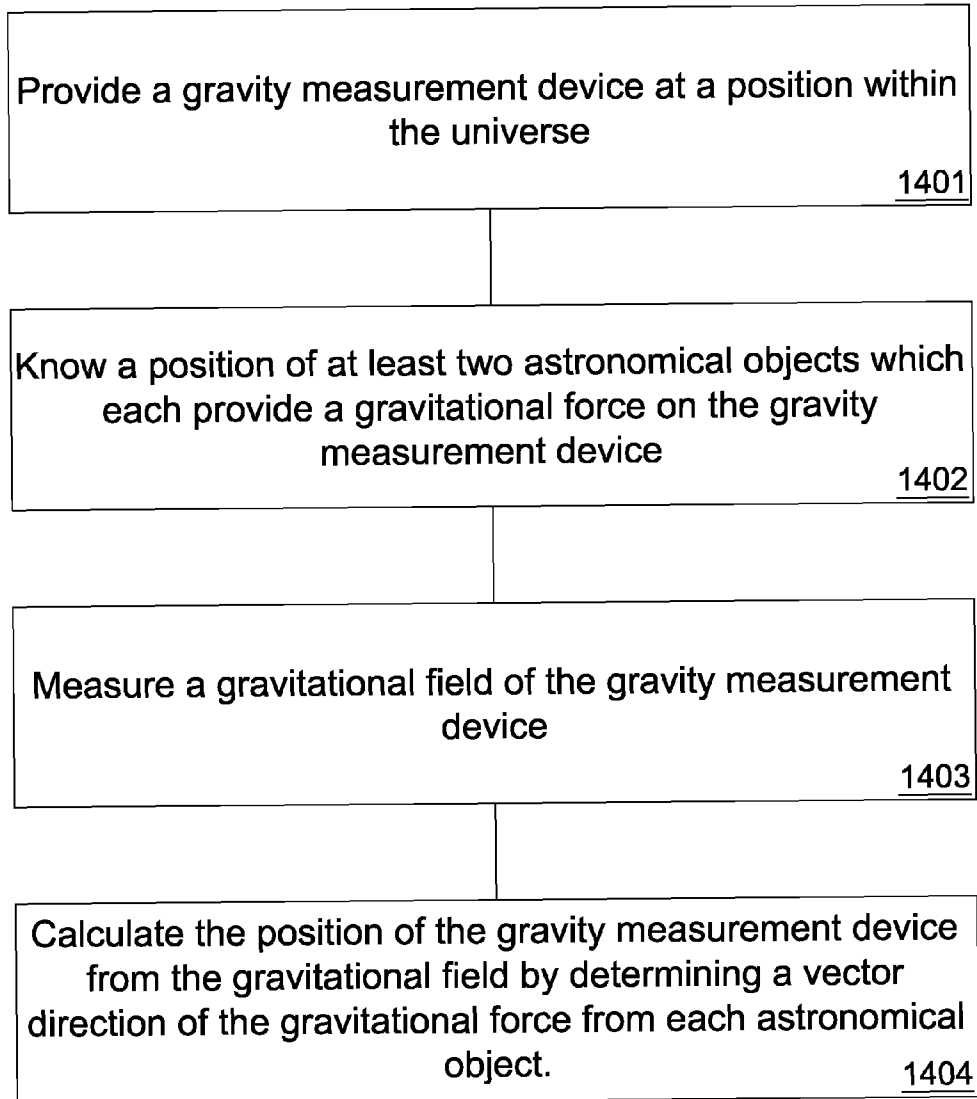 Provide a gravity measurement device at a position within
the universe
1401
Know a position of at least two astronomical objects which
each provide a gravitational force on the gravity
measurement device
1402
Measure a gravitational field of the gravity measurement
device
1403
Calculate the position of the gravity measurement device
from the gravitational field by determining a vector
direction of the gravitational force from each astronomical
object.
1404